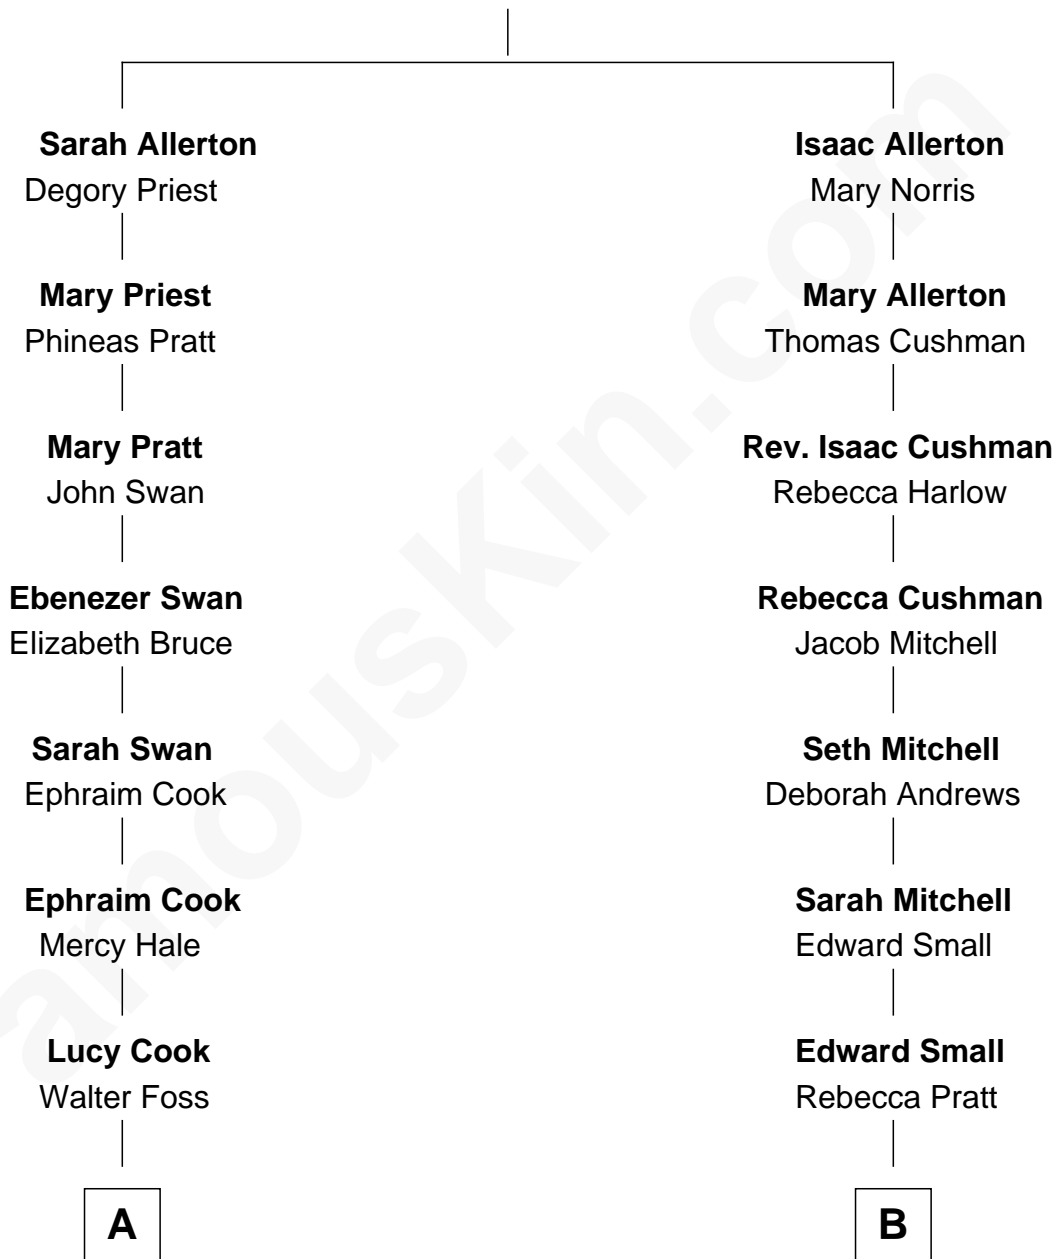 Sarah Allerton
Degory Priest
Mary Priest
Phineas Pratt
Mary Pratt
John Swan
Ebenezer Swan
Elizabeth Bruce
Sarah Swan
Ephraim Cook
Ephraim Cook
Mercy Hale
Lucy Cook
Walter Foss
A
Isaac Allerton
Mary Norris
Mary Allerton
Thomas Cushman
Rev. Isaac Cushman
Rebecca Harlow
Rebecca Cushman
Jacob Mitchell
Seth Mitchell
Deborah Andrews
Sarah Mitchell
Edward Small
Edward Small
Rebecca Pratt
B
amousKin.com